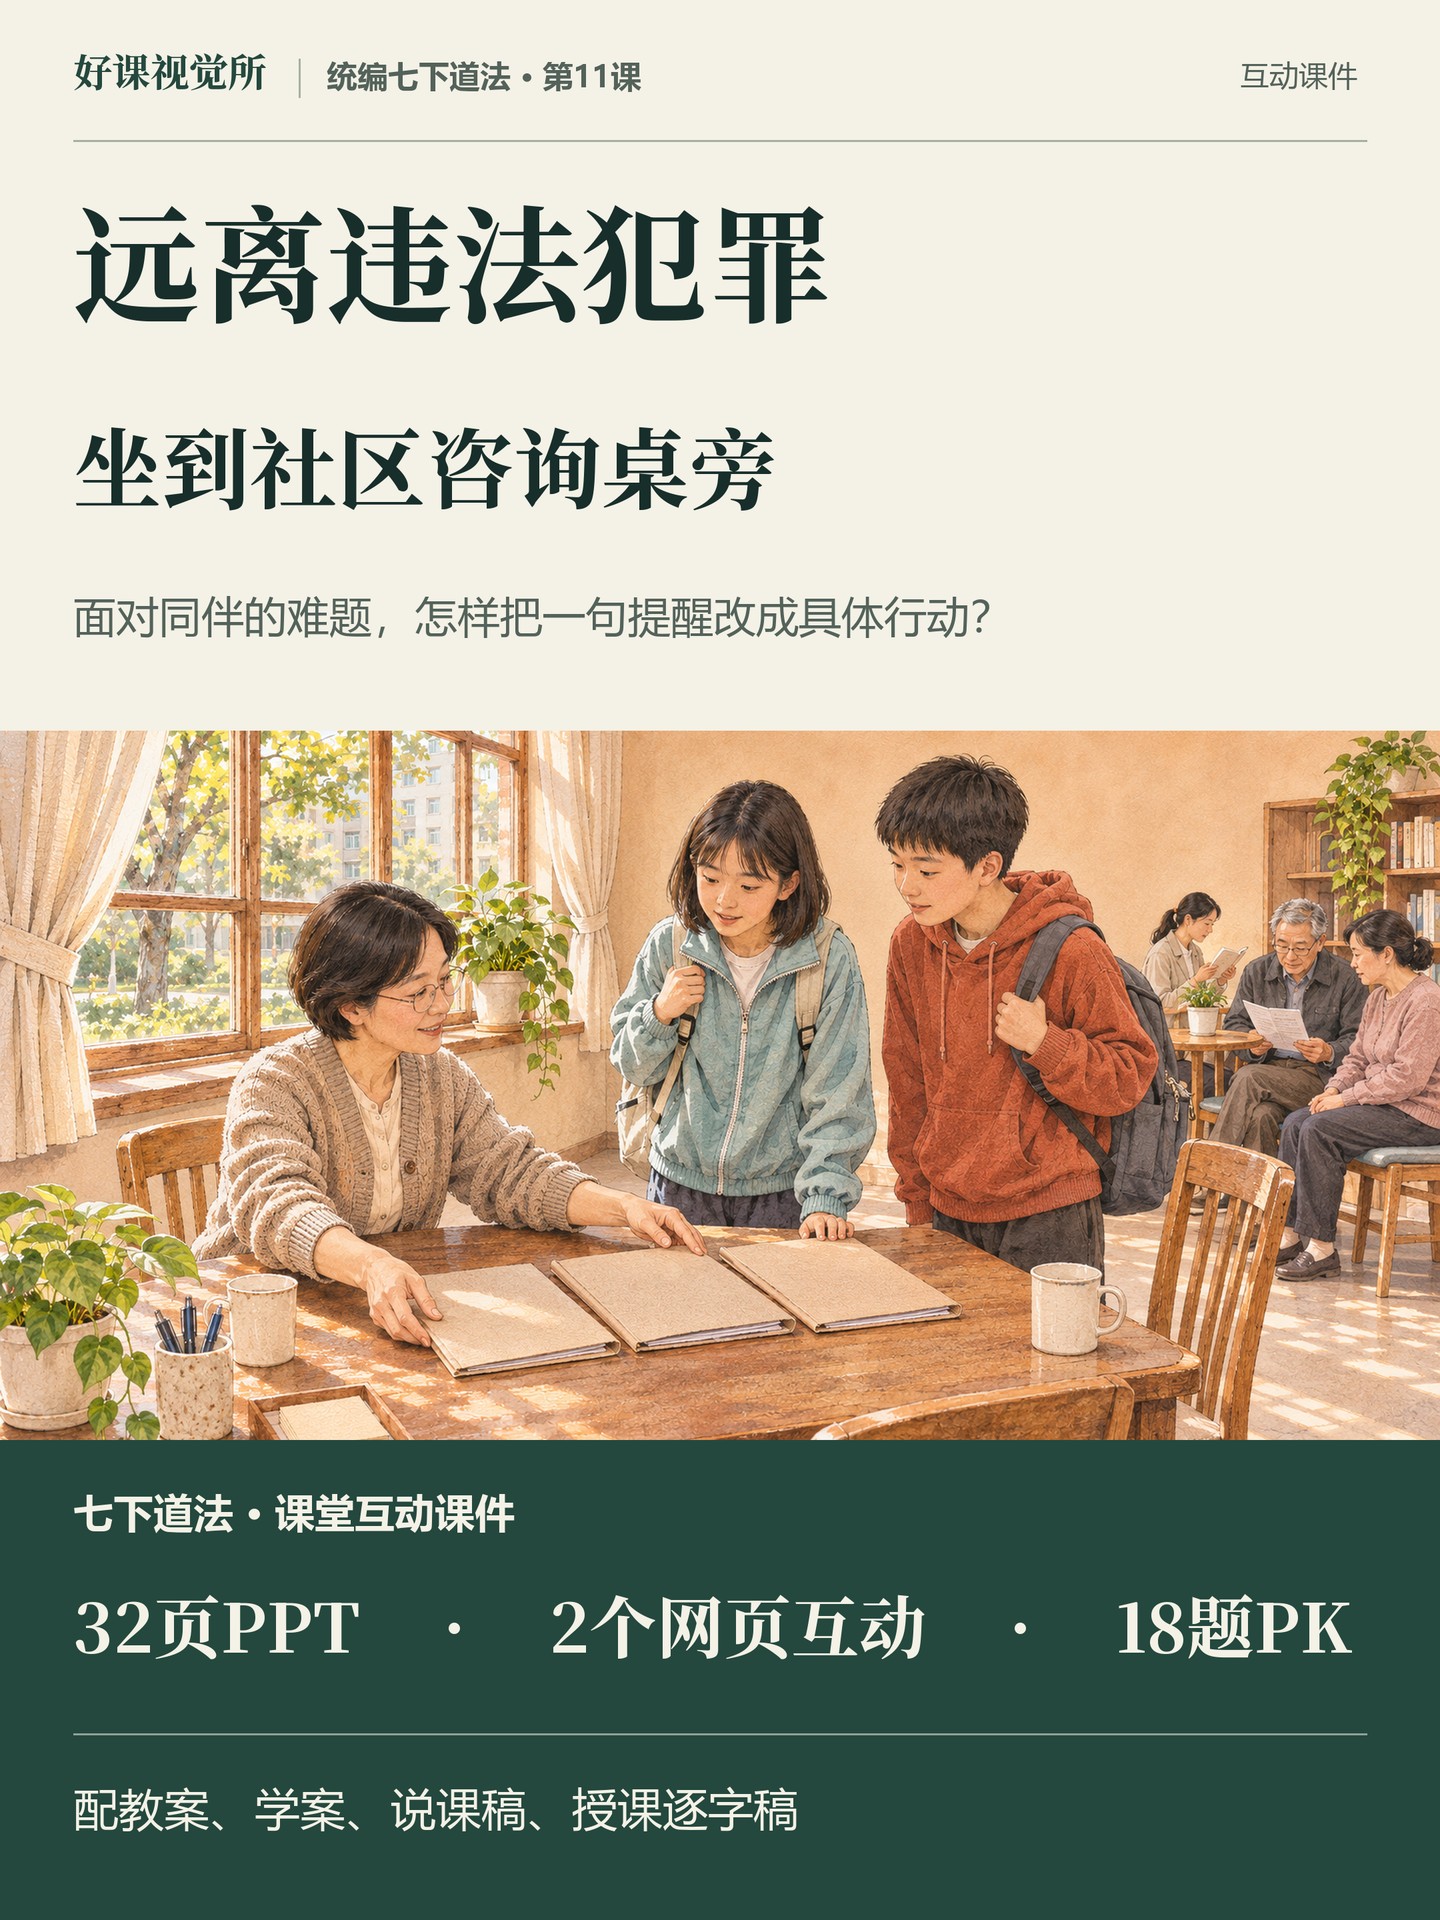 好课视觉所 统编七下道法·第11课 互动课件
远离违法犯罪
坐到社区咨询桌旁
面对同伴的难题，怎样把一句提醒改成具体行动？
七下道法·课堂互动课件
32页PPT · 2个网页互动 · 18题PK
配教案、学案、说课稿、授课逐字稿